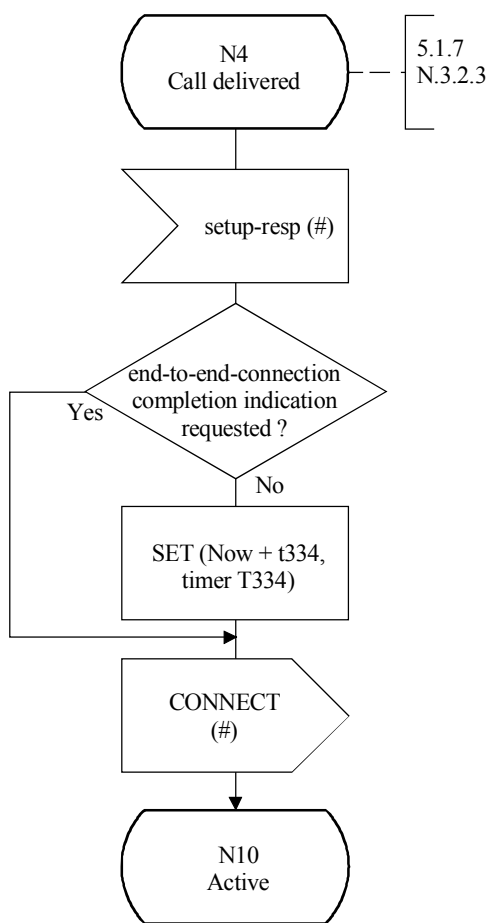 N4
Call delivered
5.1.7
N.3.2.3
setup-resp (#)
end-to-end-connection
completion indication
requested ?
Yes
No
SET (Now + t334,
timer T334)
CONNECT
(#)
N10
Active